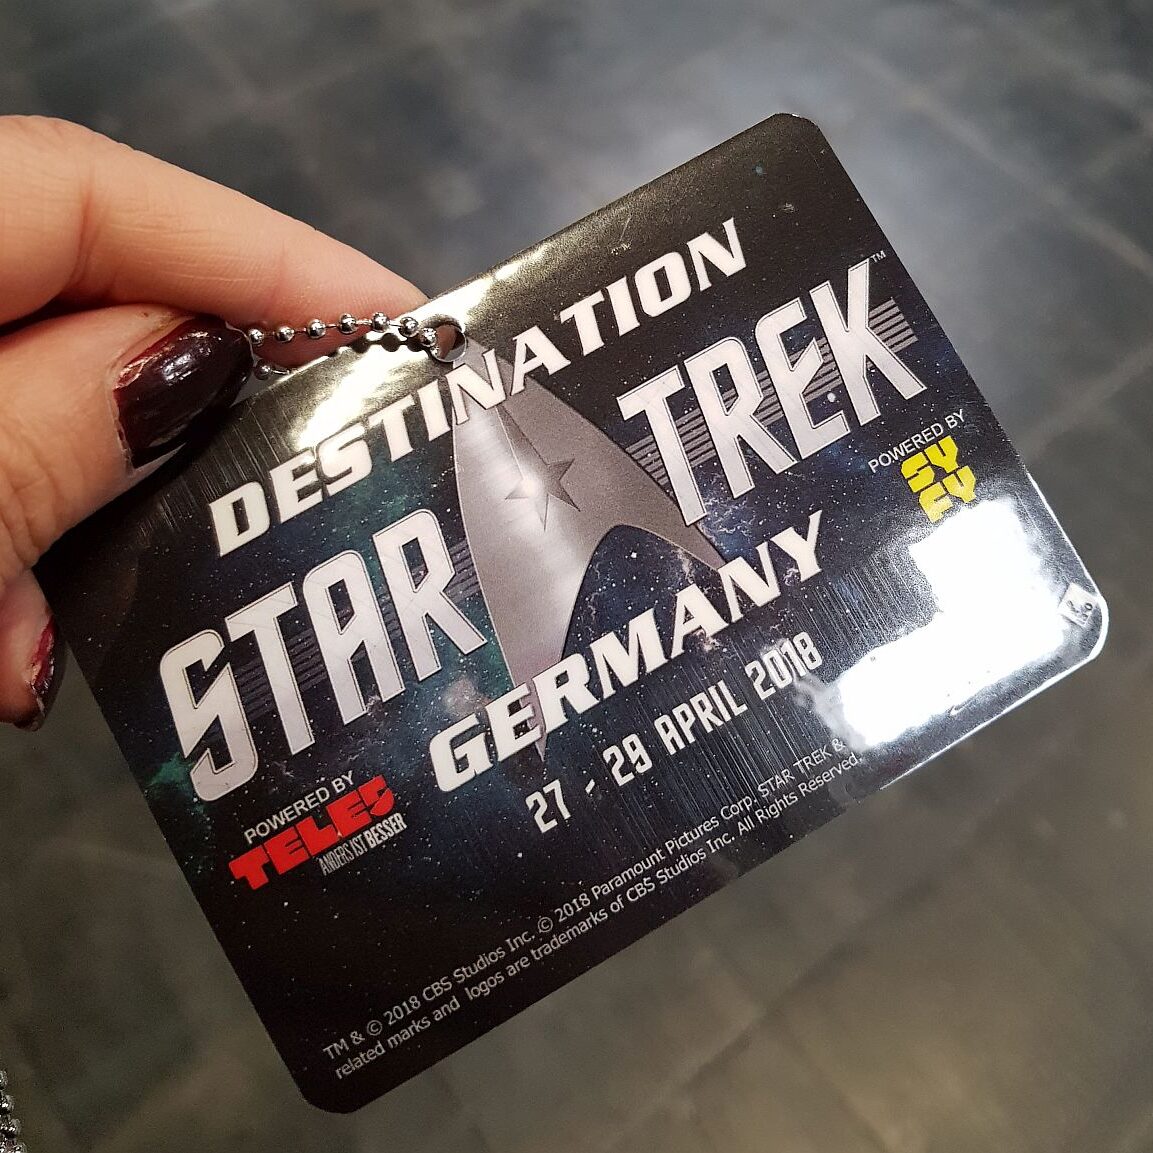 DESTINATION
STAR TREK™
GERMANY
27 - 29 APRIL 2018
POWERED BY
SYFY
POWERED BY
TELE5
ANDERS IST BESSER
TM & © 2018 CBS Studios Inc. © 2018 Paramount Pictures Corp. STAR TREK &
related marks and logos are trademarks of CBS Studios Inc. All Rights Reserved.